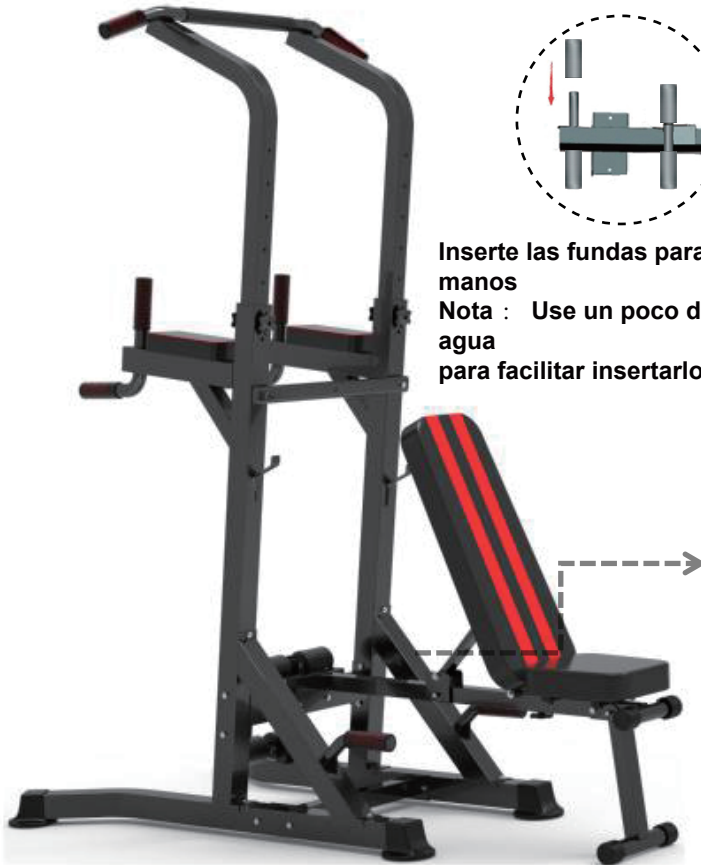 Inserte las fundas para
manos
Nota： Use un poco d
agua
para facilitar insertarlo